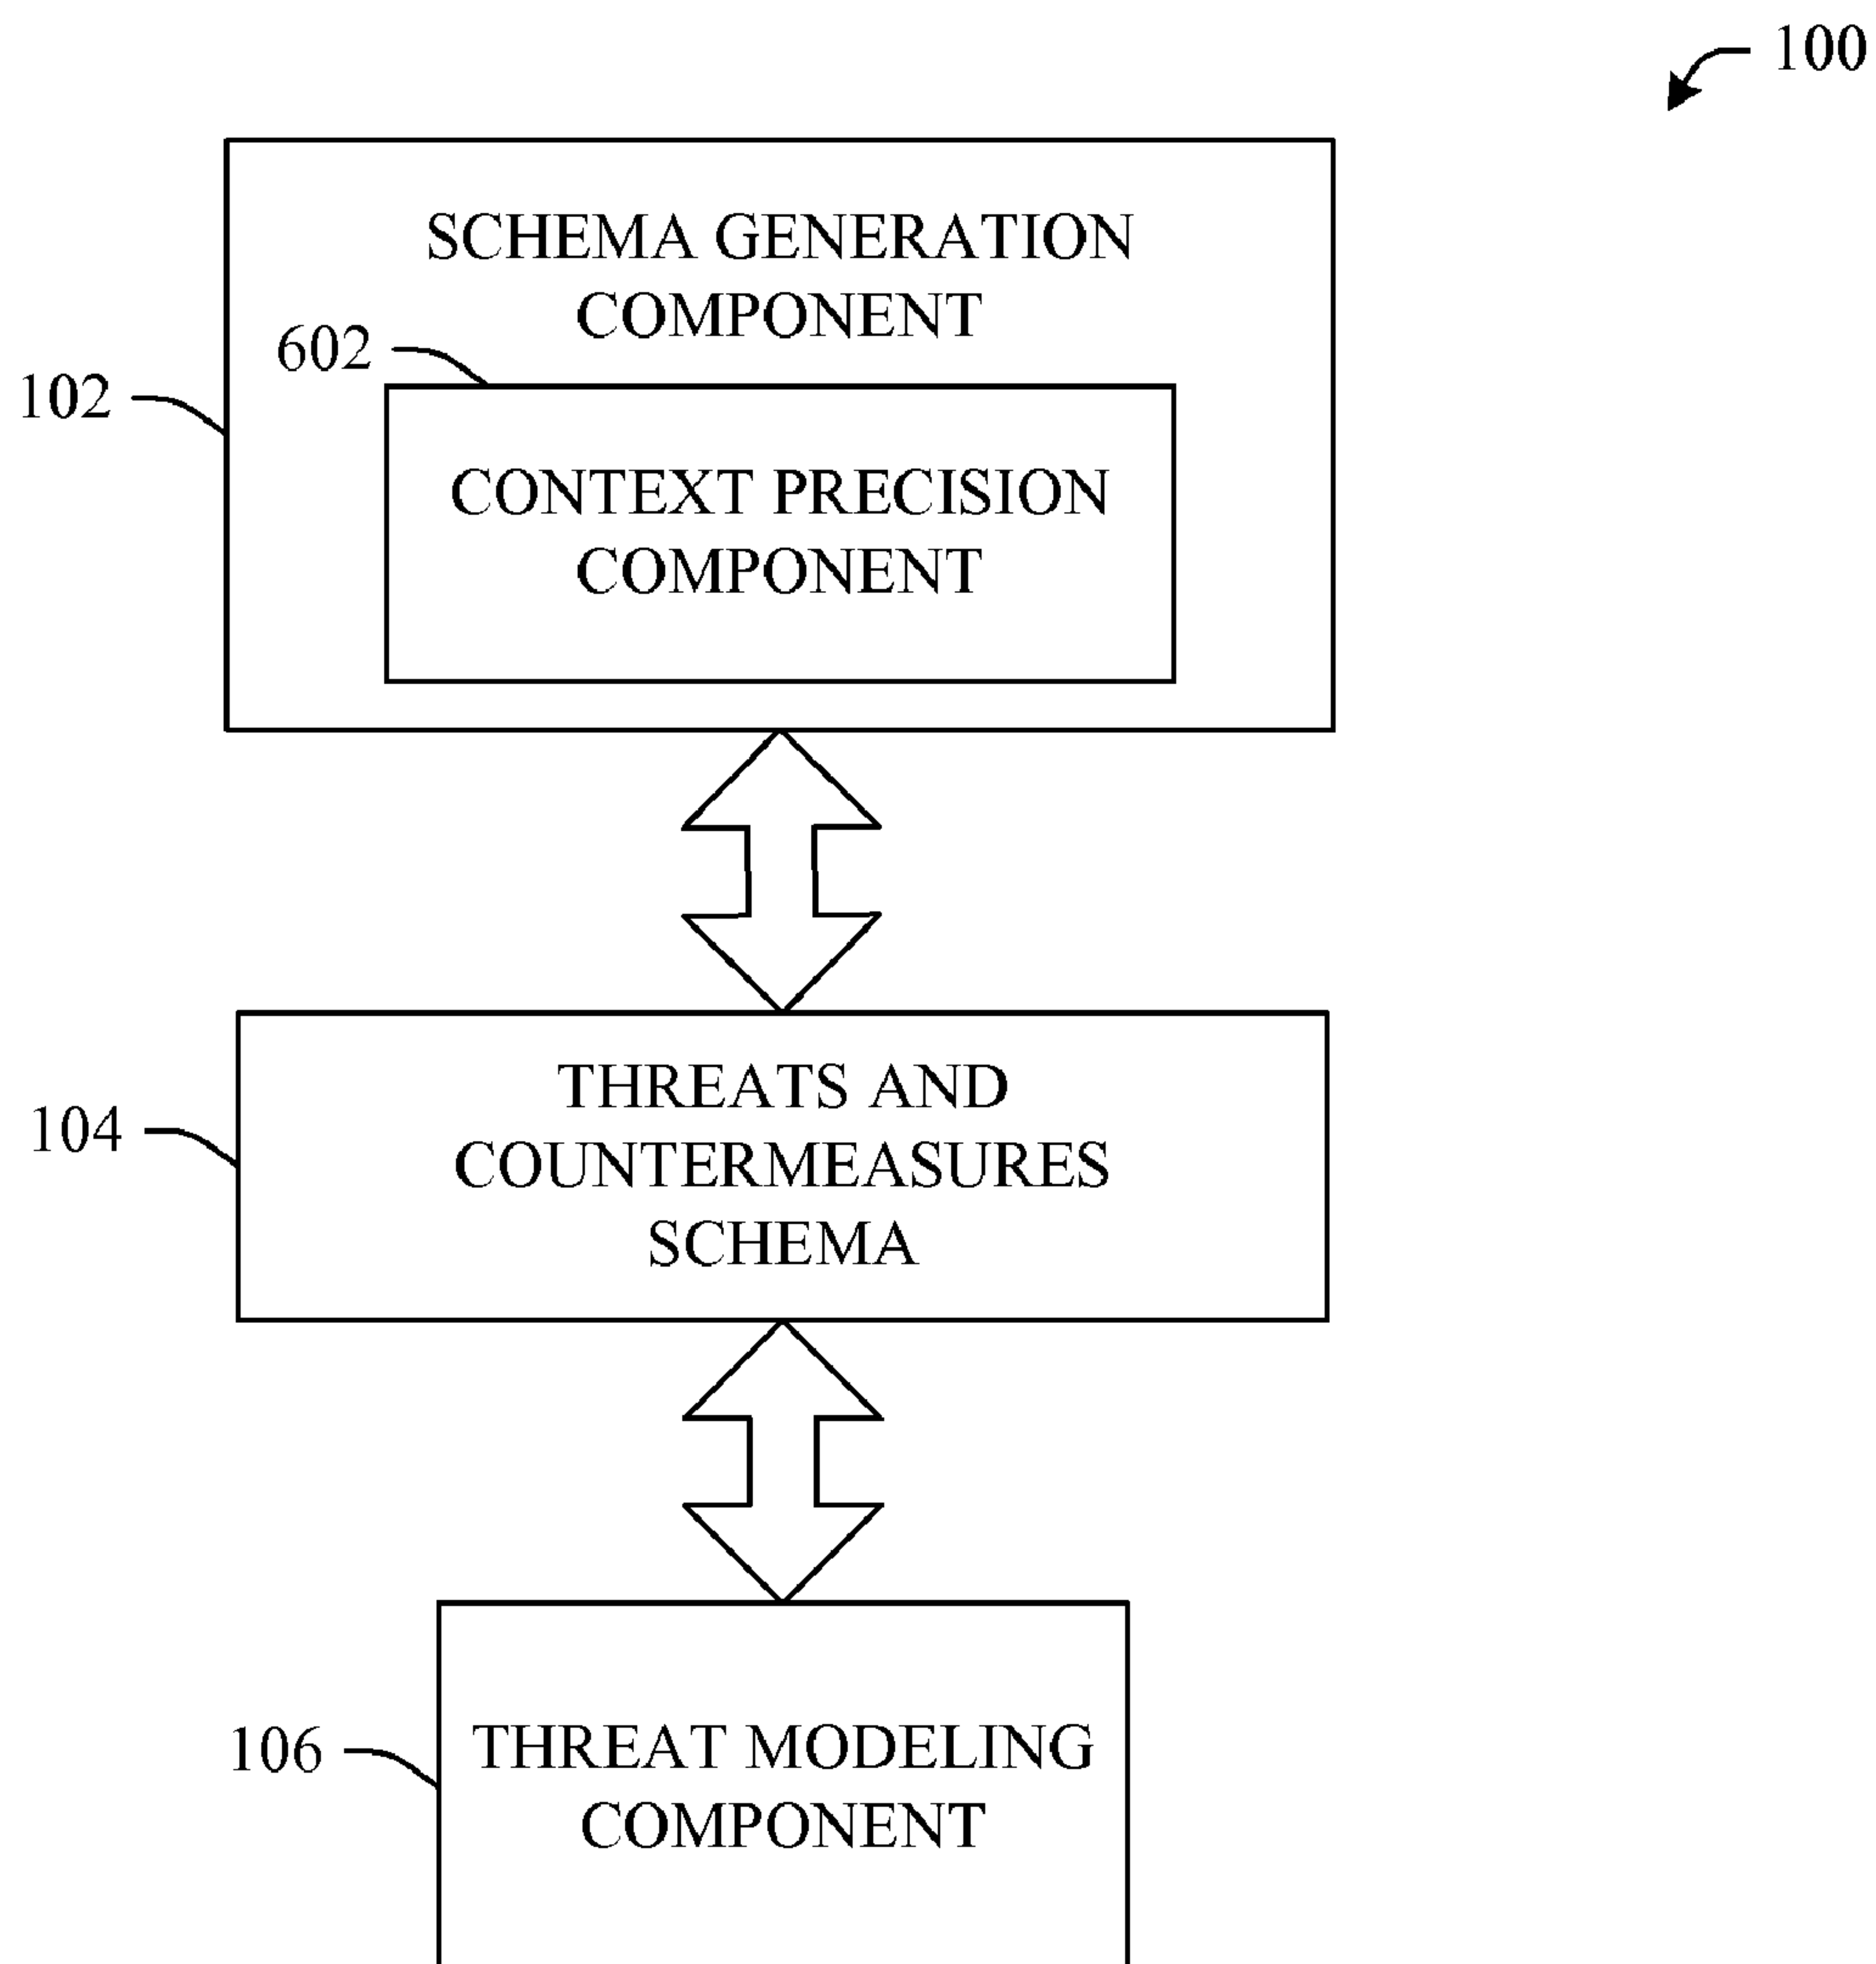 100
SCHEMA GENERATION
COMPONENT
602
102
CONTEXT PRECISION
COMPONENT
THREATS AND
104
COUNTERMEASURES
SCHEMA
106
THREAT MODELING
COMPONENT